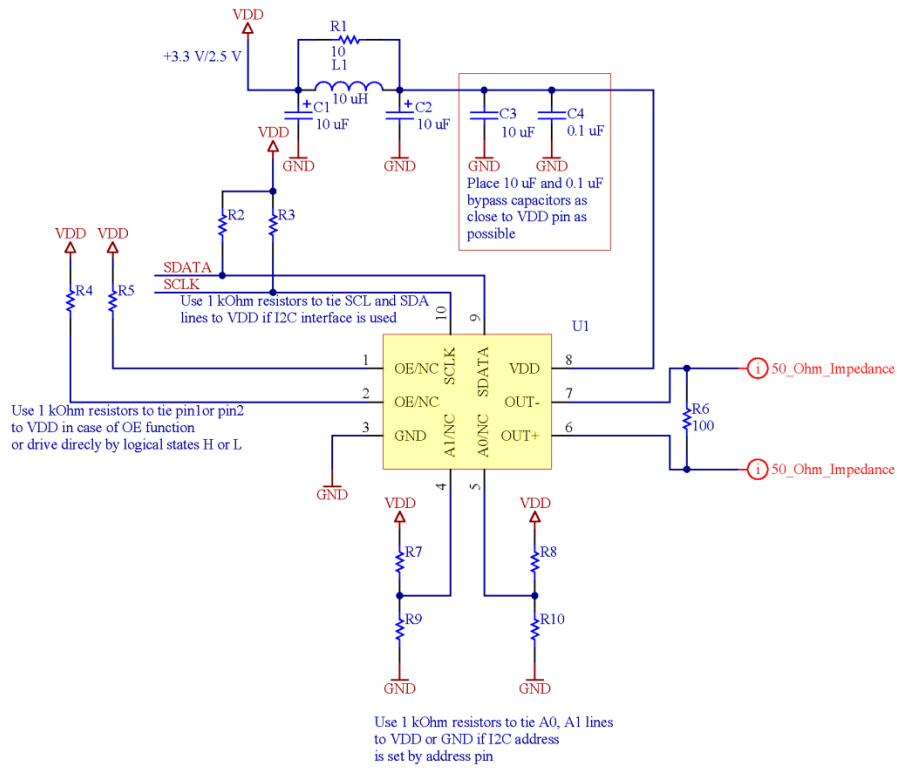 VDD
+3.3 V/2.5 V
R1
10
L1
10 uH
C1
10 uF
C2
10 uF
C3
10 uF
C4
0.1 uF
GND
GND
GND
GND
Place 10 uF and 0.1 uF
bypass capacitors as
close to VDD pin as
possible
VDD
R2
R3
VDD
VDD
R4
R5
SDATA
SCLK
Use 1 kOhm resistors to tie SCL and SDA
lines to VDD if I2C interface is used
10
9
U1
1
OE/NC
SCLK
SDATA
VDD
8
2
OE/NC
OUT-
7
3
GND
A1/NC
A0/NC
OUT+
6
4
5
50_Ohm_Impedance
R6
100
50_Ohm_Impedance
i
i
Use 1 kOhm resistors to tie pin1or pin2
to VDD in case of OE function
or drive direcly by logical states H or L
GND
VDD
VDD
R7
R8
R9
R10
GND
GND
Use 1 kOhm resistors to tie A0, A1 lines
to VDD or GND if I2C address
is set by address pin